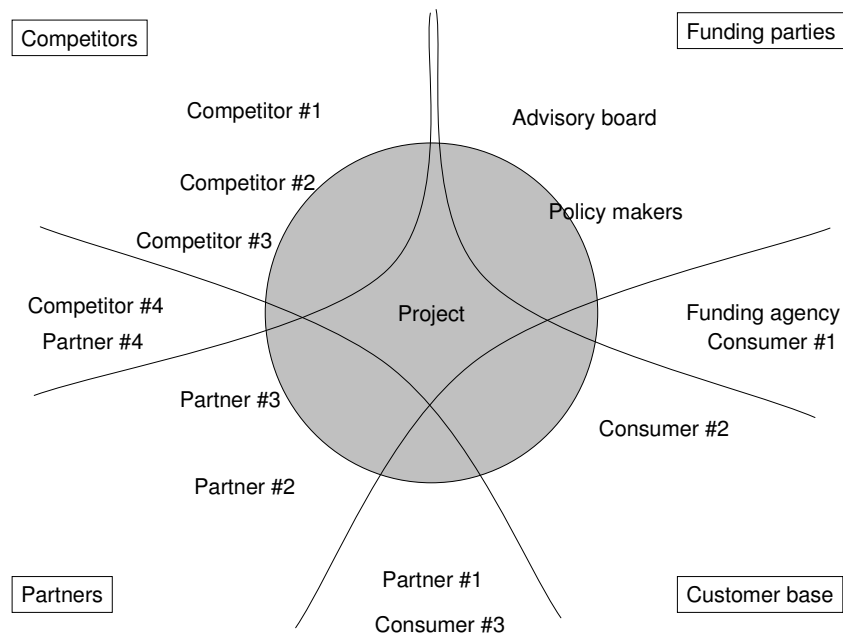 Competitors
Funding parties
Competitor #1
Advisory board
Competitor #2
Policy makers
Competitor #3
Competitor #4
Partner #4
Project
Funding agency
Consumer #1
Partner #3
Consumer #2
Partner #2
Partner #1
Consumer #3
Partners
Customer base